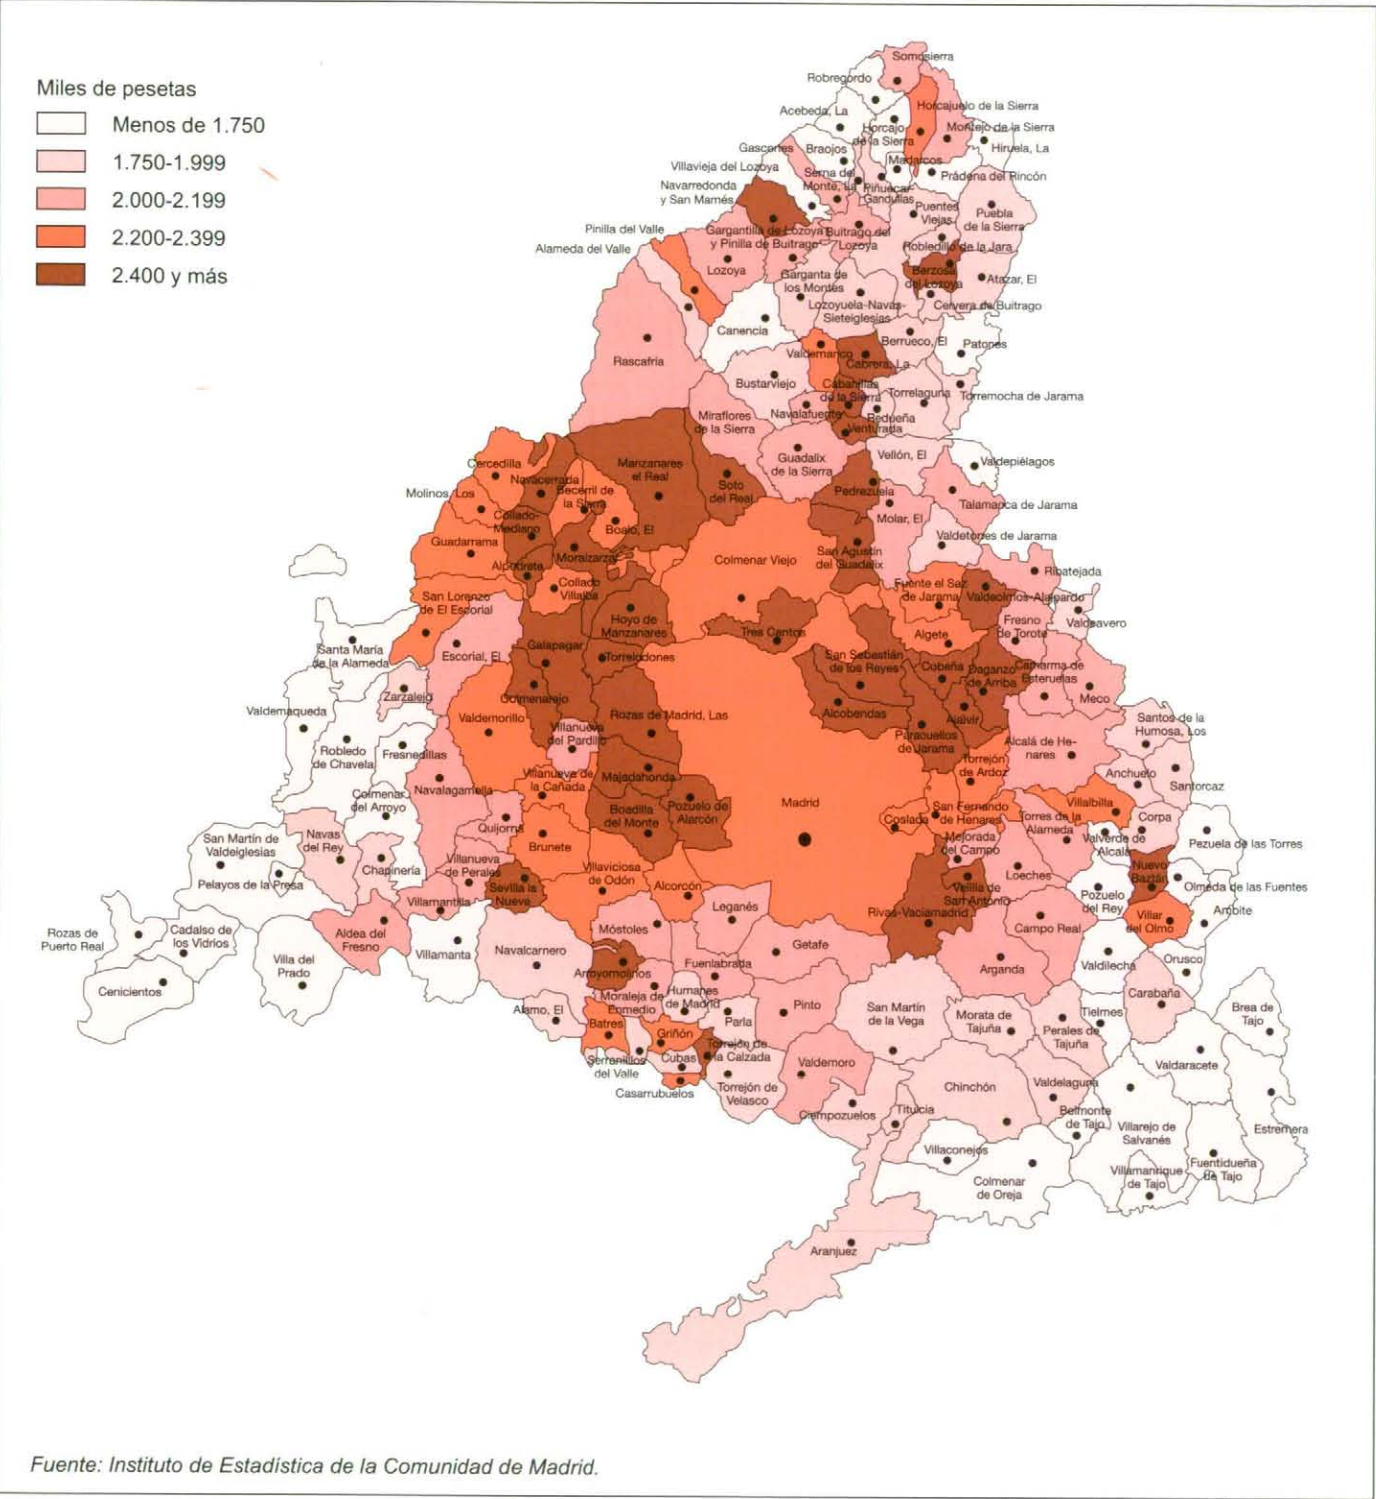 Miles de pesetas
Menos de 1.750
1.750-1.999
2.000-2.199
2.200-2.399
2.400 y más
Somosierra
Robregordo
Horcajuelo de la Sierra
Acebeda, La
Horcajo
de la Sierra
Montejo de la Sierra
Hiruela, La
Gascones
Braojos
Madarcos
Prádena del Rincón
Villavieja del Lozoya
Serna del
Monte, La
Piñuecar-
Gandullas
Navarredonda
y San Mamés
Puentes
Viejas
Puebla
de la Sierra
Pinilla del Valle
Gargantilla de Lozoya
y Pinilla de Buitrago
Buitrago del
Lozoya
Robledillo de la Jara
Alameda del Valle
Lozoya
Garganta de
los Montes
Berzosa
del Lozoya
Atazar, El
Lozoyuela-Navas-
Sieteiglesias
Cervera de Buitrago
Canencia
Rascafría
Valdemanco
Cabrera, La
Berrueco, El
Patones
Bustarviejo
Cabanillas
de la Sierra
Torrelaguna
Torremocha de Jarama
Miraflores
de la Sierra
Navalafuente
Redueña
Venturada
Guadalix
de la Sierra
Vellón, El
Valdepiélagos
Cercedilla
Navacerrada
Manzanares
el Real
Soto
del Real
Pedrezuela
Talamanca de Jarama
Molinos, Los
Becerril de
la Sierra
Collado-
Mediano
Boalo, El
Molar, El
Valdetorres de Jarama
Guadarrama
Moralzarzal
Colmenar Viejo
San Agustín
del Guadalix
Alpedrete
Collado
Villalba
Ribatejada
San Lorenzo
de El Escorial
Fuente el Saz
de Jarama
Valdeolmos-Alalpardo
Hoyo de
Manzanares
Tres Cantos
Algete
Fresno
de Torote
Valdeavero
Santa María
de la Alameda
Escorial, El
Galapagar
Torrelodones
San Sebastián
de los Reyes
Cobeña
Daganzo
de Arriba
Camarma de
Esteruelas
Meco
Zarzalejo
Colmenarejo
Valdemaqueda
Valdemorillo
Rozas de Madrid, Las
Alcobendas
Ajalvir
Santos de la
Humosa, Los
Robledo
de Chavela
Fresnedillas
Villanueva
del Pardillo
Paracuellos
de Jarama
Alcalá de He-
nares
Torrejón
de Ardoz
Anchuelo
Santorcaz
Navalagamella
Villanueva de
la Cañada
Majadahonda
Colmenar
del Arroyo
Boadilla
del Monte
Pozuelo de
Alarcón
Madrid
Coslada
San Fernando
de Henares
Villalbilla
Corpa
Quijorna
Torres de la
Alameda
Valverde de
Alcalá
Pezuela de las Torres
San Martín de
Valdeiglesias
Navas
del Rey
Chapinería
Brunete
Mejorada
del Campo
Loeches
Nuevo
Baztán
Olmeda de las Fuentes
Pelayos de la Presa
Villanueva
de Perales
Villaviciosa
de Odón
Alcorcón
Velilla de
San Antonio
Pozuelo
del Rey
Sevilla la
Nueva
Villamantilla
Leganés
Rivas-Vaciamadrid
Campo Real
Villar
del Olmo
Ambite
Rozas de
Puerto Real
Cadalso de
los Vidrios
Aldea del
Fresno
Móstoles
Getafe
Villamanta
Navalcarnero
Villa del
Prado
Arroyomolinos
Fuenlabrada
Arganda
Valdilecha
Orusco
Cenicientos
Moraleja de
Enmedio
Humanes
de Madrid
Carabaña
Alamo, El
Parla
Pinto
San Martín
de la Vega
Morata de
Tajuña
Perales de
Tajuña
Tielmes
Brea de
Tajo
Batres
Griñón
Serranillos
del Valle
Cubas
Torrejón de
la Calzada
Valdemoro
Valdaracete
Casarrubuelos
Torrejón de
Velasco
Chinchón
Valdelaguna
Ciempozuelos
Titulcia
Belmonte
de Tajo
Villarejo de
Salvanés
Estremera
Villaconejos
Colmenar
de Oreja
Villamanrique
de Tajo
Fuentidueña
de Tajo
Aranjuez
Fuente: Instituto de Estadística de la Comunidad de Madrid.